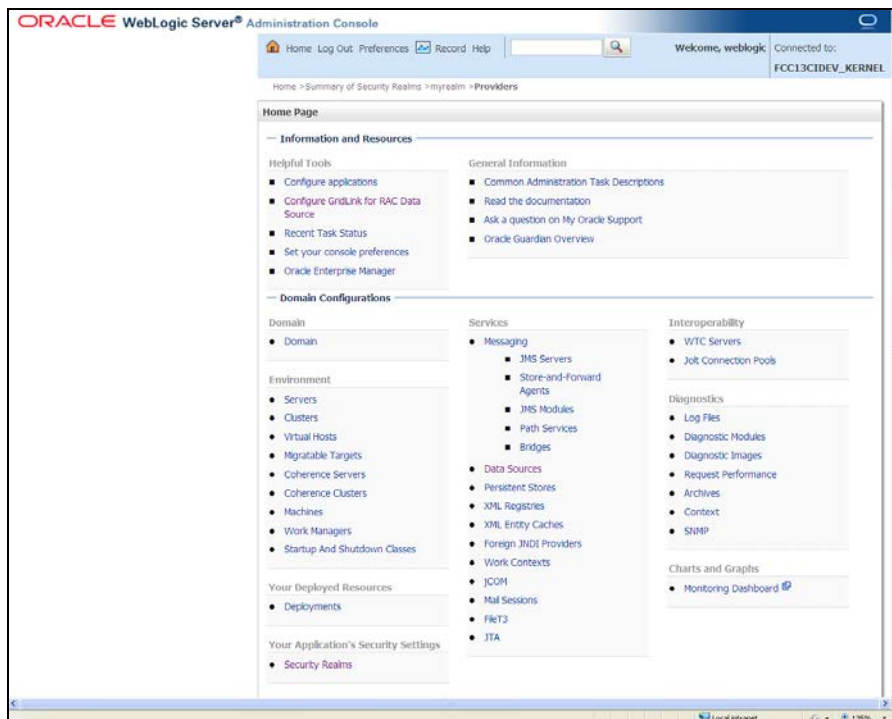 ORACLE WebLogic Server® Administration Console
Home Log Out Preferences Record Help
Welcome, weblogic
Connected to:
FCC13CIDEV_KERNEL
Home >Summary of Security Realms >myrealm >Providers
Home Page
Information and Resources
Helpful Tools
Configure applications
Configure GridLink for RAC Data
Source
Recent Task Status
Set your console preferences
Oracle Enterprise Manager
General Information
Common Administration Task Descriptions
Read the documentation
Ask a question on My Oracle Support
Oracle Guardian Overview
Domain Configurations
Domain
Domain
Environment
Servers
Clusters
Virtual Hosts
Migratable Targets
Coherence Servers
Coherence Clusters
Machines
Work Managers
Startup And Shutdown Classes
Your Deployed Resources
Deployments
Your Application's Security Settings
Security Realms
Services
Messaging
JMS Servers
Store-and-Forward
Agents
JMS Modules
Path Services
Bridges
Data Sources
Persistent Stores
XML Registries
XML Entity Caches
Foreign JNDI Providers
Work Contexts
jCOM
Mail Sessions
FileT3
JTA
Interoperability
WTC Servers
Jolt Connection Pools
Diagnostics
Log Files
Diagnostic Modules
Diagnostic Images
Request Performance
Archives
Context
SNMP
Charts and Graphs
Monitoring Dashboard
Local intranet